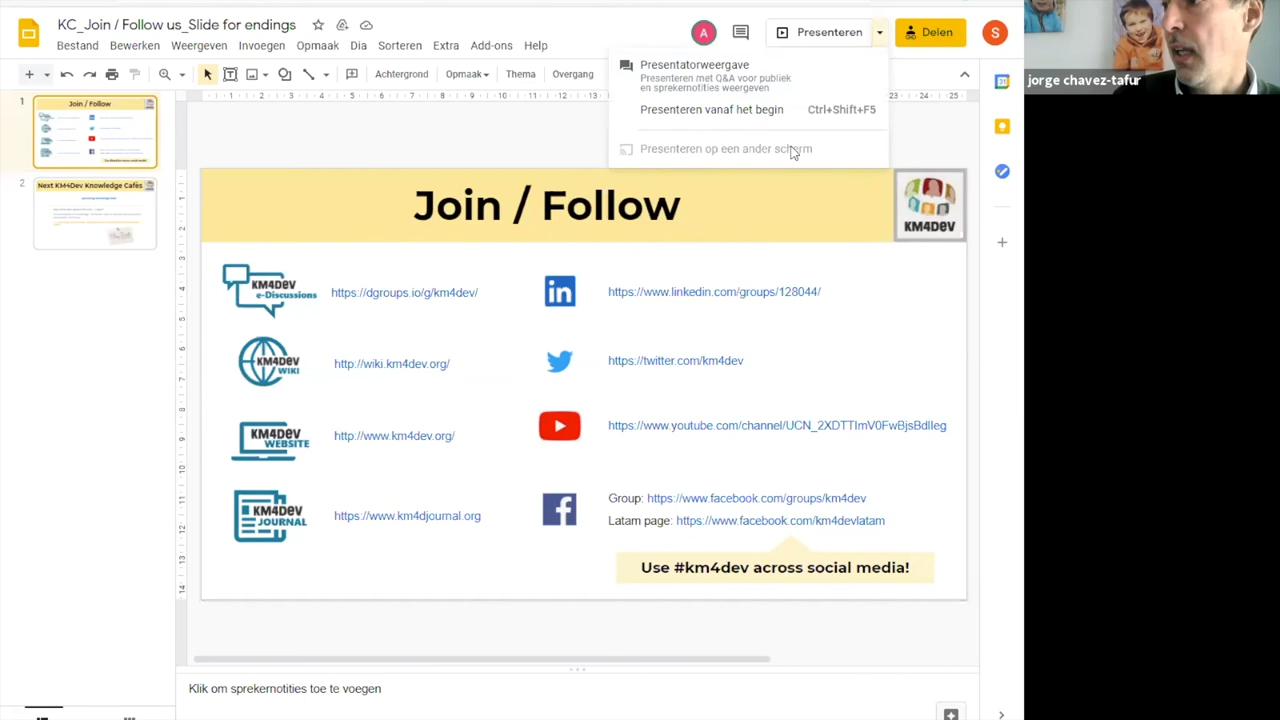 KC_Join / Follow us_Slide for endings
Bestand Bewerken Weergeven Invoegen Opmaak Dia Sorteren Extra Add-ons Help
A
Presenteren
Delen
S
jorge chavez-tafur
Achtergrond Opmaak Thema Overgang
Presentatorweergave
Presenteren met Q&A voor publiek
en sprekernotities weergeven
Presenteren vanaf het begin Ctrl+Shift+F5
Presenteren op een ander scherm
1
Join / Follow
2
Next KM4Dev Knowledge Cafés
Join / Follow
KM4DEV
KM4DEV
e-Discussions
https://dgroups.io/g/km4dev/
https://www.linkedin.com/groups/128044/
KM4DEV
WIKI
http://wiki.km4dev.org/
https://twitter.com/km4dev
KM4DEV
WEBSITE
http://www.km4dev.org/
https://www.youtube.com/channel/UCN_2XDTTImV0FwBjsBdlleg
KM4DEV
JOURNAL
https://www.km4djournal.org
Group: https://www.facebook.com/groups/km4dev
Latam page: https://www.facebook.com/km4devlatam
Use #km4dev across social media!
Klik om sprekernotities toe te voegen